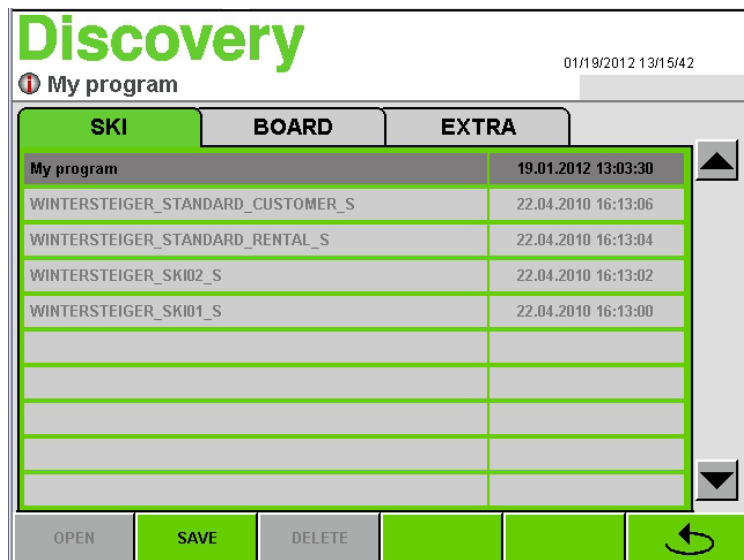 Discovery
01/19/2012 13/15/42
My program
SKI BOARD EXTRA
My program 19.01.2012 13:03:30
WINTERSTEIGER_STANDARD_CUSTOMER_S 22.04.2010 16:13:06
WINTERSTEIGER_STANDARD_RENTAL_S 22.04.2010 16:13:04
WINTERSTEIGER_SKI02_S 22.04.2010 16:13:02
WINTERSTEIGER_SKI01_S 22.04.2010 16:13:00
OPEN SAVE DELETE